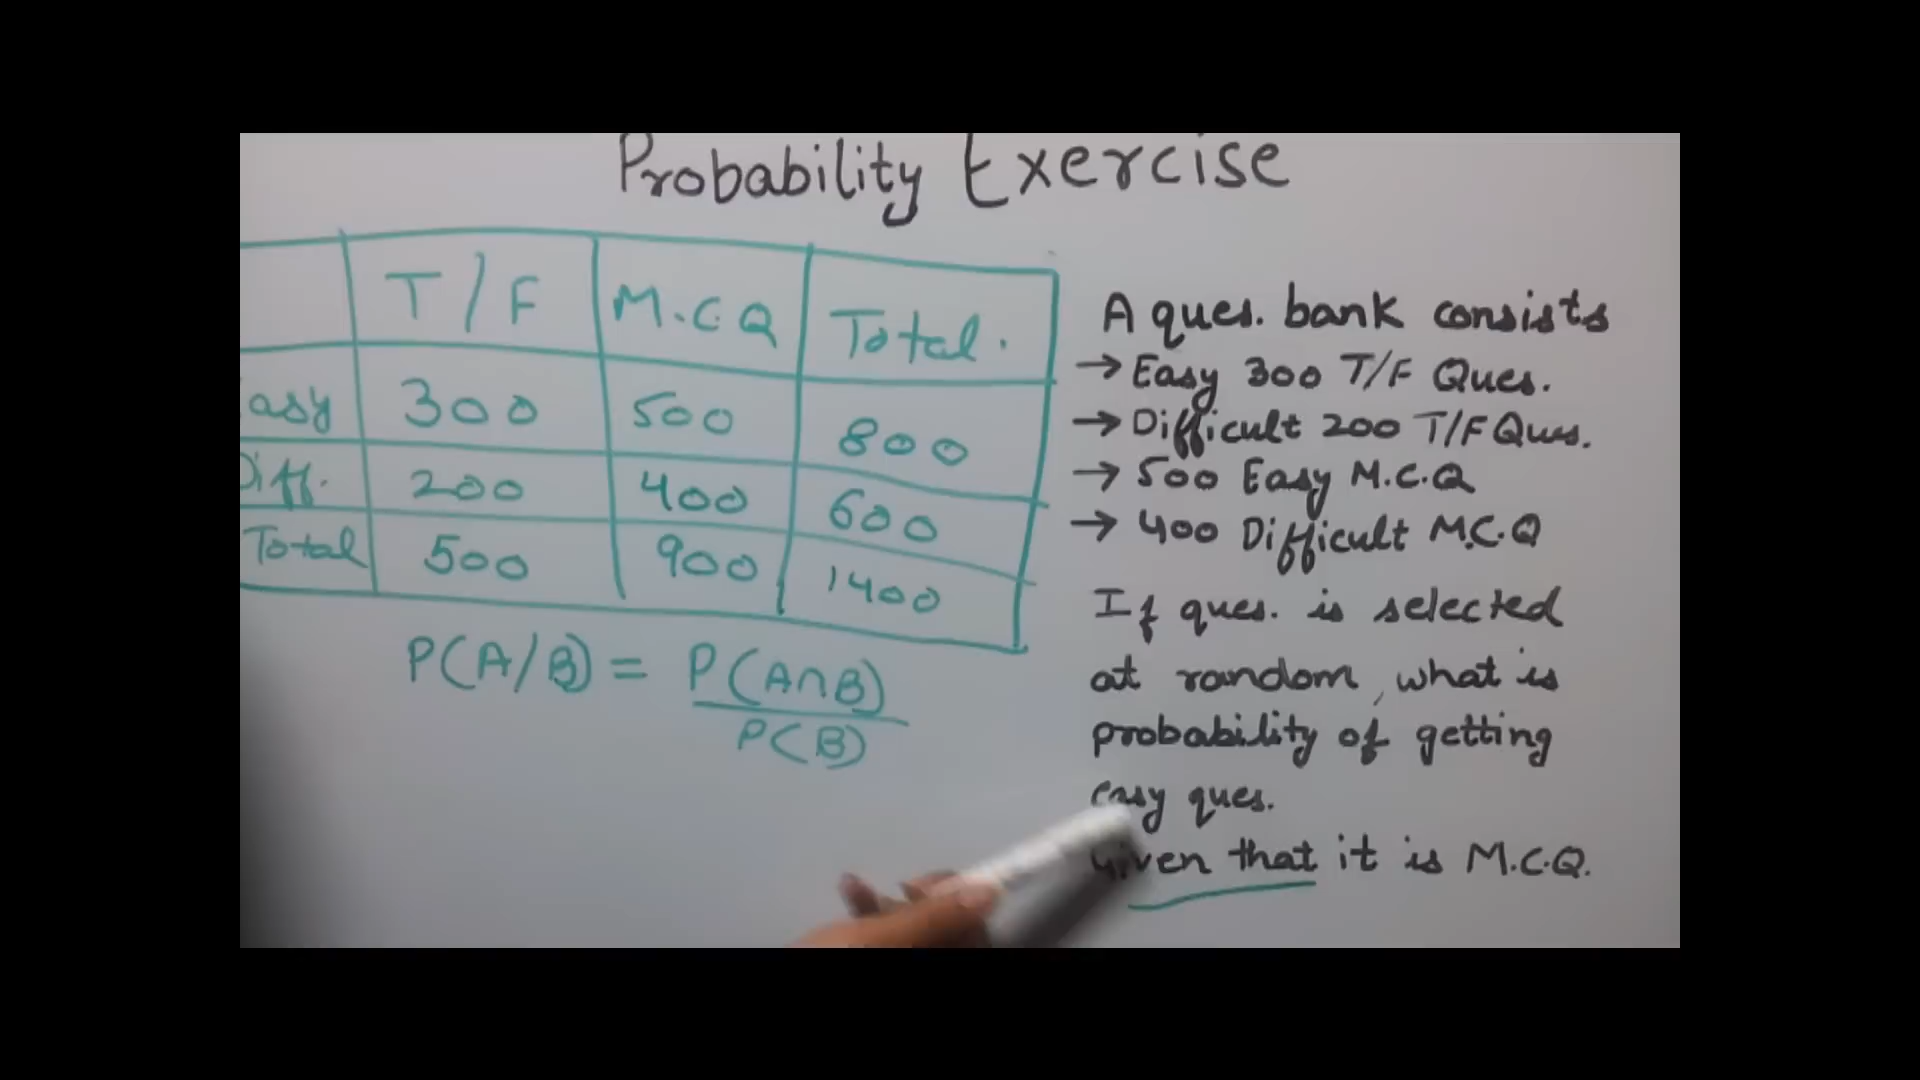 Probability Exercise
T/F M.C.Q Total.
asy 300 500 800
Diff. 200 400 600
Total 500 900 1400
P(A/B) = P(A∩B)
P(B)
A ques. bank consists
→ Easy 300 T/F Ques.
→ Difficult 200 T/F Ques.
→ 500 Easy M.C.Q
→ 400 Difficult M.C.Q
If ques. is selected
at random, what is
probability of getting
easy ques.
Given that it is M.C.Q.